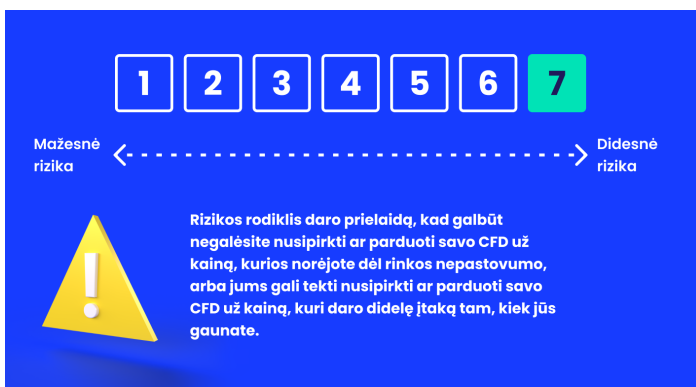 1 2 3 4 5 6 7
Mažesnė
rizika
Didesnė
rizika
Rizikos rodiklis daro prielaidą, kad galbūt
negalėsite nusipirkti ar parduoti savo CFD už
kainą, kurios norėjote dėl rinkos nepastovumo,
arba jums gali tekti nusipirkti ar parduoti savo
CFD už kainą, kuri daro didelę įtaką tam, kiek jūs
gaunate.